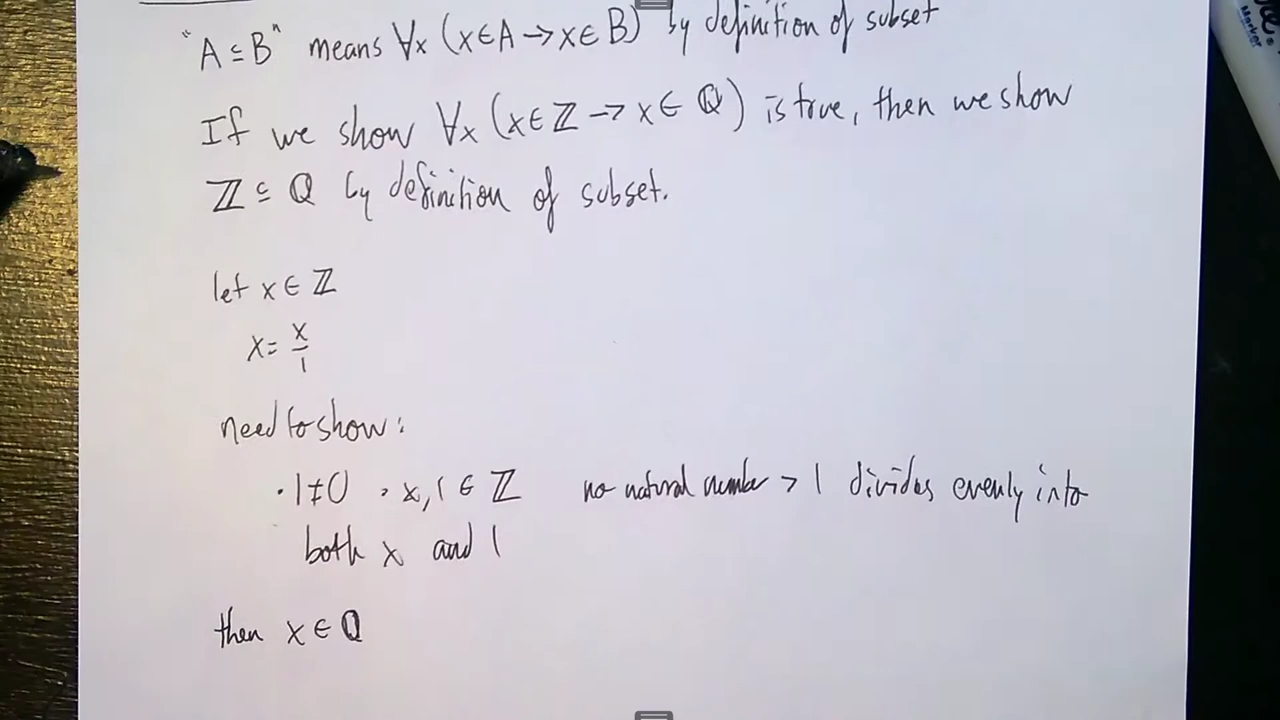 "A ⊆ B" means ∀x (x∈A → x∈B) by definition of subset
If we show ∀x (x∈ℤ → x∈ℚ) is true, then we show
ℤ ⊆ ℚ by definition of subset.
let x ∈ ℤ
x = x/1
need to show:
· 1≠0 · x, 1 ∈ ℤ no natural number > 1 divides evenly into
both x and 1
then x ∈ ℚ
Marker